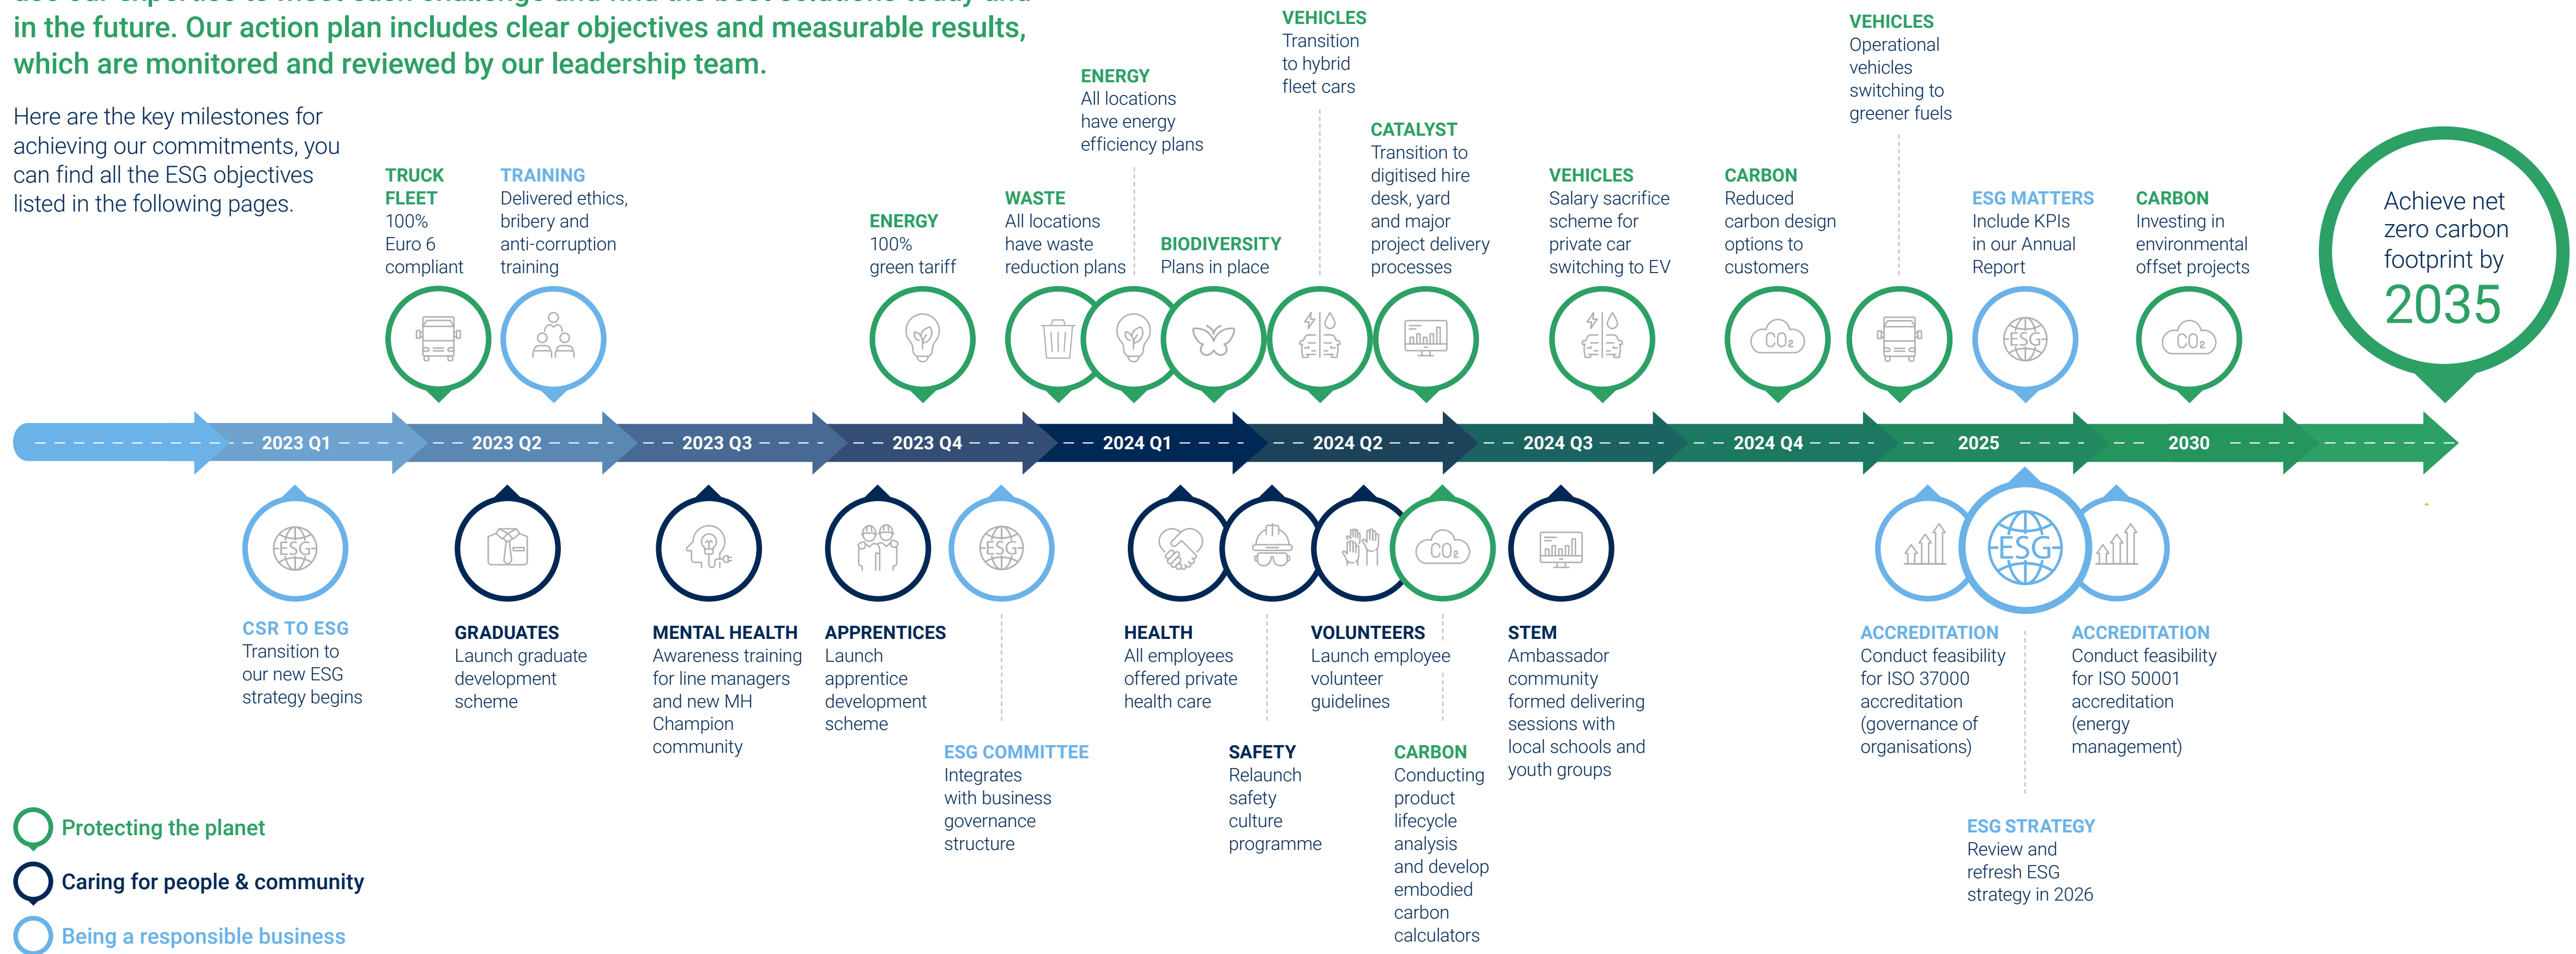 in the future. Our action plan includes clear objectives and measurable results,
which are monitored and reviewed by our leadership team.
Here are the key milestones for
achieving our commitments, you
can find all the ESG objectives
listed in the following pages.
TRUCK
FLEET
100%
Euro 6
compliant
TRAINING
Delivered ethics,
bribery and
anti-corruption
training
ENERGY
100%
green tariff
WASTE
All locations
have waste
reduction plans
ENERGY
All locations
have energy
efficiency plans
BIODIVERSITY
Plans in place
VEHICLES
Transition
to hybrid
fleet cars
CATALYST
Transition to
digitised hire
desk, yard
and major
project delivery
processes
VEHICLES
Salary sacrifice
scheme for
private car
switching to EV
CARBON
Reduced
carbon design
options to
customers
VEHICLES
Operational
vehicles
switching to
greener fuels
ESG MATTERS
Include KPIs
in our Annual
Report
CARBON
Investing in
environmental
offset projects
Achieve net
zero carbon
footprint by
2035
CO₂
ESG
CO₂
2023 Q1
2023 Q2
2023 Q3
2023 Q4
2024 Q1
2024 Q2
2024 Q3
2024 Q4
2025
2030
ESG
ESG
CO₂
ESG
CSR TO ESG
Transition to
our new ESG
strategy begins
GRADUATES
Launch graduate
development
scheme
MENTAL HEALTH
Awareness training
for line managers
and new MH
Champion
community
APPRENTICES
Launch
apprentice
development
scheme
ESG COMMITTEE
Integrates
with business
governance
structure
HEALTH
All employees
offered private
health care
SAFETY
Relaunch
safety
culture
programme
VOLUNTEERS
Launch employee
volunteer
guidelines
CARBON
Conducting
product
lifecycle
analysis
and develop
embodied
carbon
calculators
STEM
Ambassador
community
formed delivering
sessions with
local schools and
youth groups
ACCREDITATION
Conduct feasibility
for ISO 37000
accreditation
(governance of
organisations)
ESG STRATEGY
Review and
refresh ESG
strategy in 2026
ACCREDITATION
Conduct feasibility
for ISO 50001
accreditation
(energy
management)
Protecting the planet
Caring for people & community
Being a responsible business